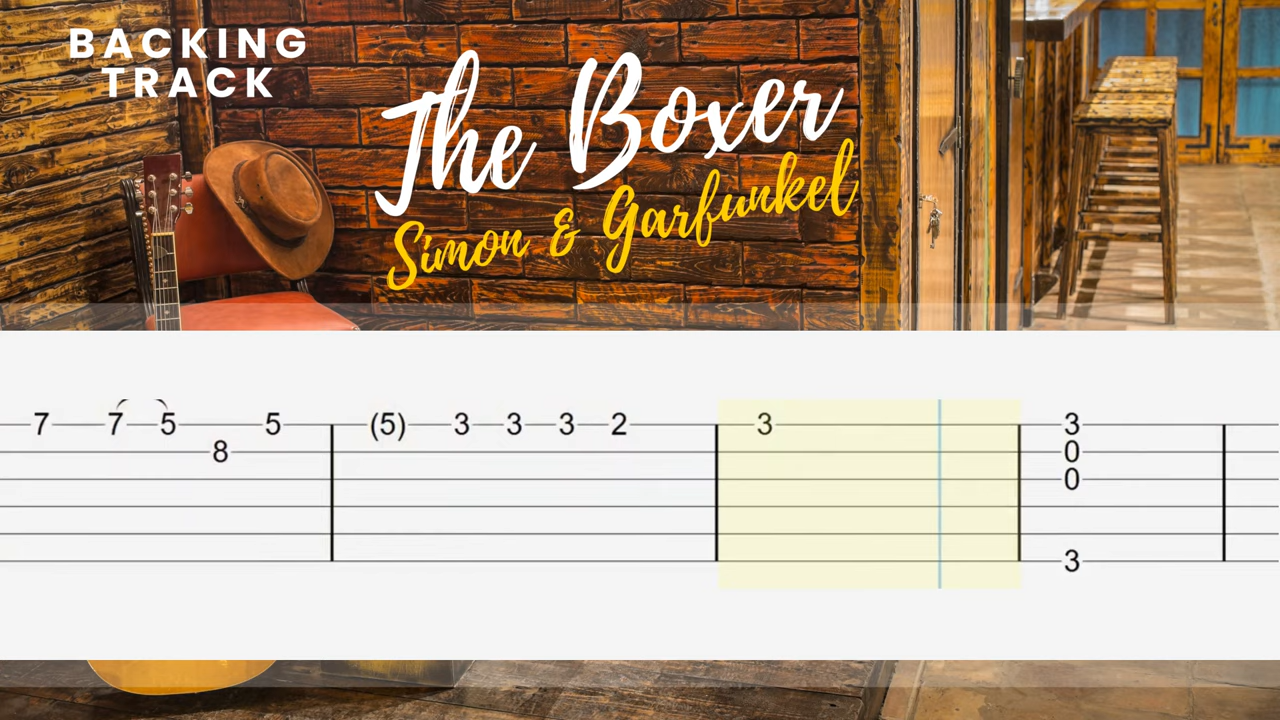 BACKING
TRACK
The Boxer
Simon & Garfunkel
7 7 5 5 (5) 3 3 3 2 3 3
8 0
0
3